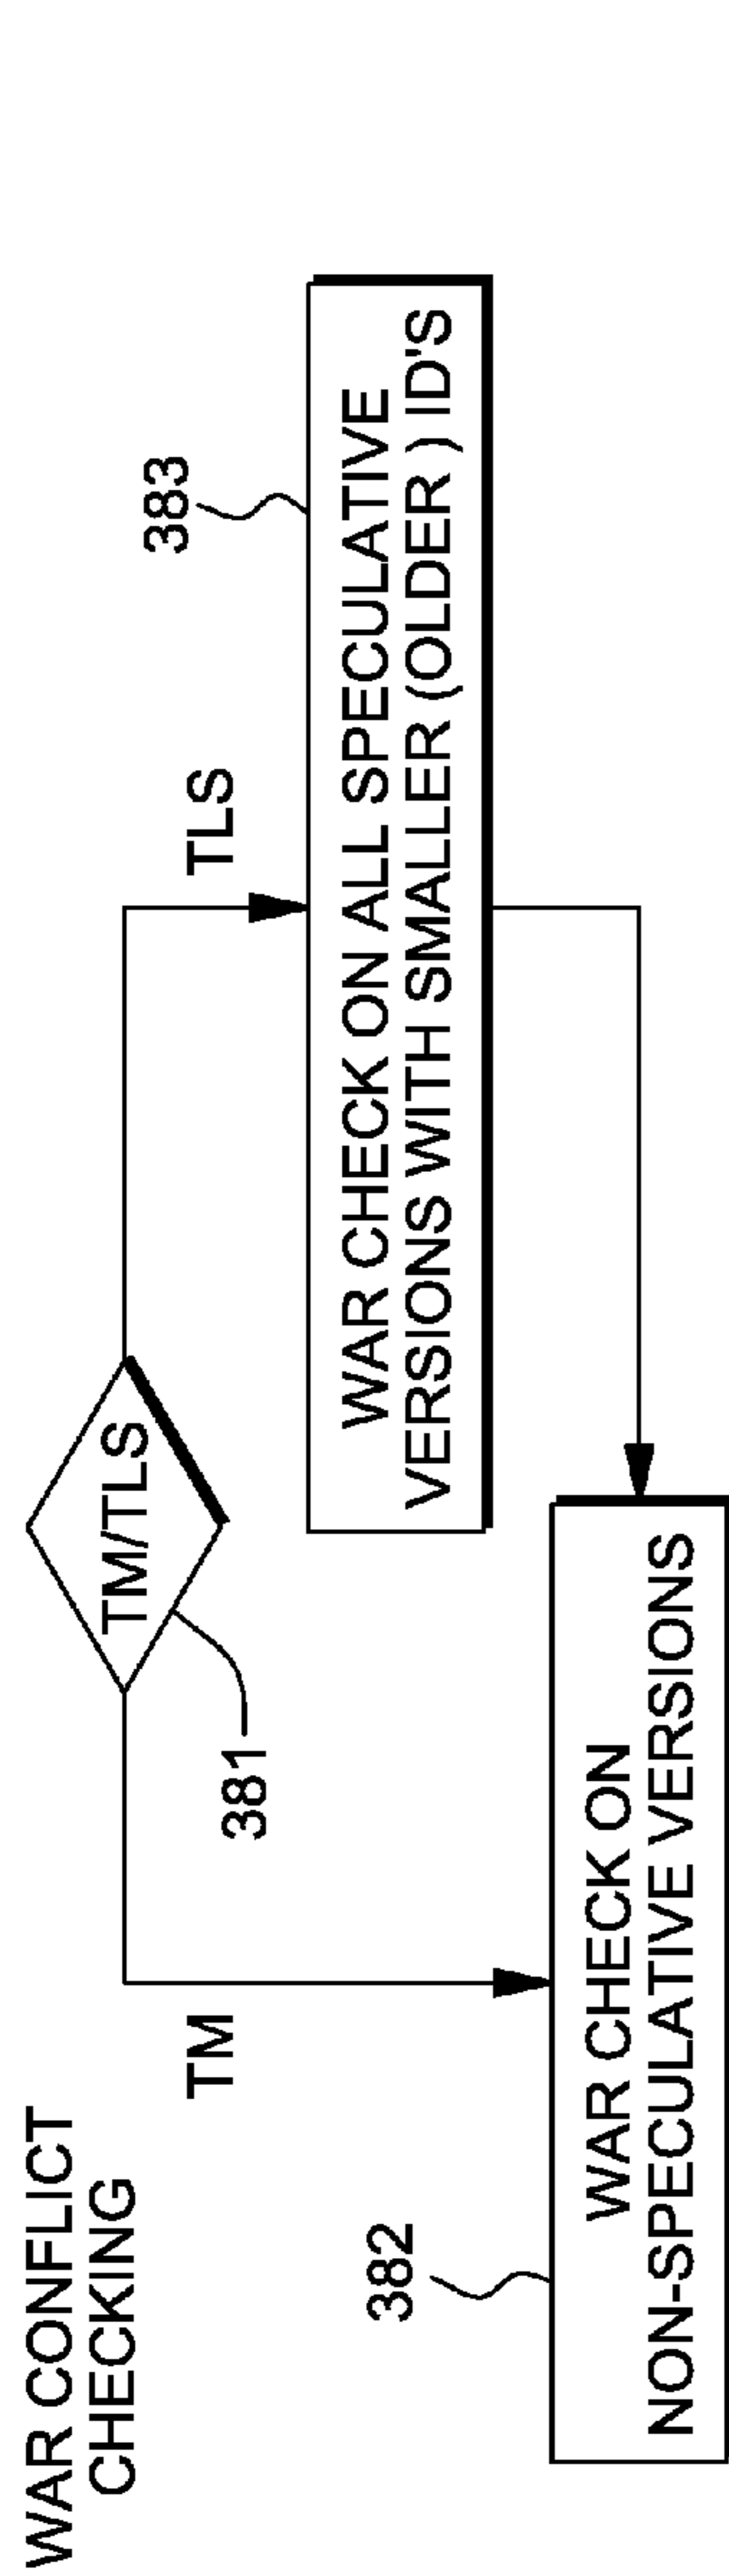 WAR CONFLICT
CHECKING
TM/TLS
381
TM
TLS
383
WAR CHECK ON ALL SPECULATIVE
VERSIONS WITH SMALLER (OLDER ) ID'S
382
WAR CHECK ON
NON-SPECULATIVE VERSIONS